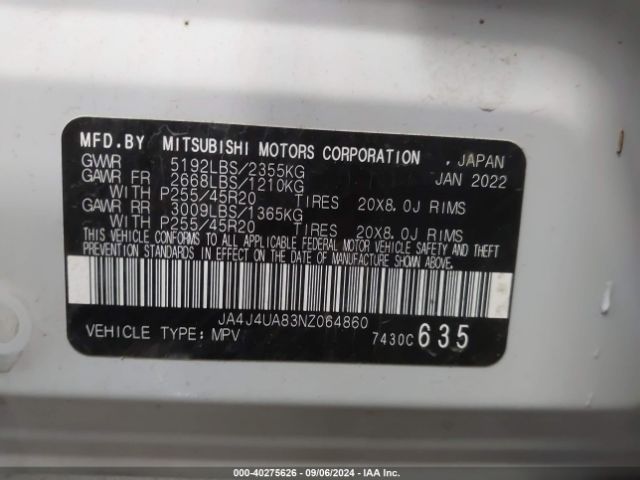 MFD.BY MITSUBISHI MOTORS CORPORATION , JAPAN
GVWR 5192LBS/2355KG JAN 2022
GAWR FR 2668LBS/1210KG
WITH P255/45R20 TIRES 20X8.0J RIMS
GAWR RR 3009LBS/1365KG
WITH P255/45R20 TIRES 20X8.0J RIMS
THIS VEHICLE CONFORMS TO ALL APPLICABLE FEDERAL MOTOR VEHICLE SAFETY AND THEFT
PREVENTION STANDARDS IN EFFECT ON THE DATE OF MANUFACTURE SHOWN ABOVE.
JA4J4UA83NZ064860
VEHICLE TYPE: MPV 7430C 635
000-40275626 - 09/06/2024 - IAA Inc.